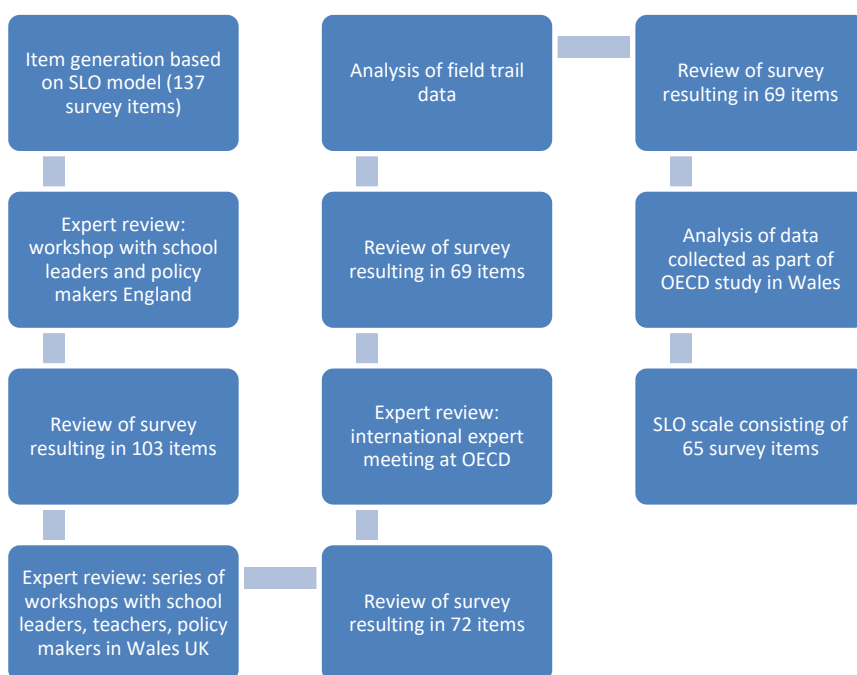 Item generation based
on SLO model (137
survey items)
Expert review:
workshop with school
leaders and policy
makers England
Review of survey
resulting in 103 items
Expert review: series of
workshops with school
leaders, teachers, policy
makers in Wales UK
Review of survey
resulting in 72 items
Expert review:
international expert
meeting at OECD
Review of survey
resulting in 69 items
Analysis of field trail
data
Review of survey
resulting in 69 items
Analysis of data
collected as part of
OECD study in Wales
SLO scale consisting of
65 survey items